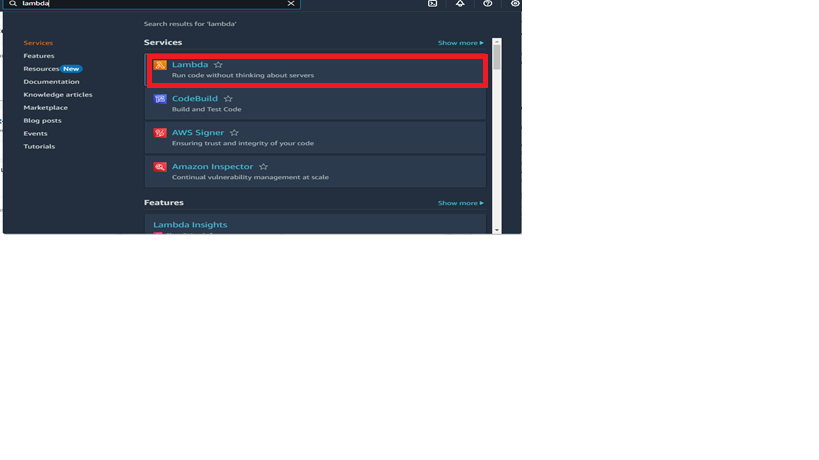 lambda
Search results for 'lambda'
Services
Features
Resources New
Documentation
Knowledge articles
Marketplace
Blog posts
Events
Tutorials
Services
Show more
Lambda
Run code without thinking about servers
CodeBuild
Build and Test Code
AWS Signer
Ensuring trust and integrity of your code
Amazon Inspector
Continual vulnerability management at scale
Features
Show more
Lambda Insights